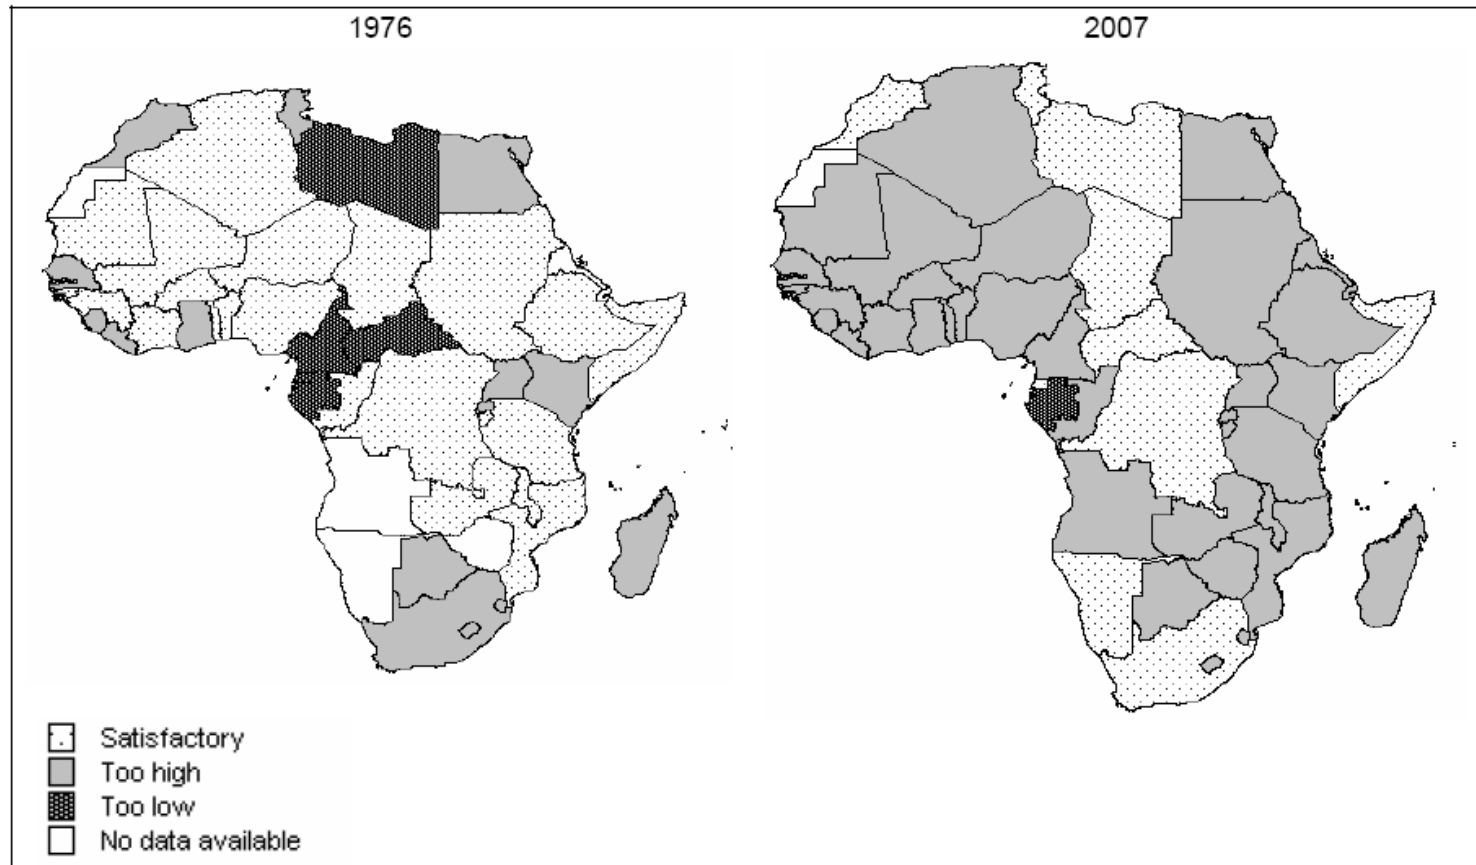 1976
2007
Satisfactory
Too high
Too low
No data available